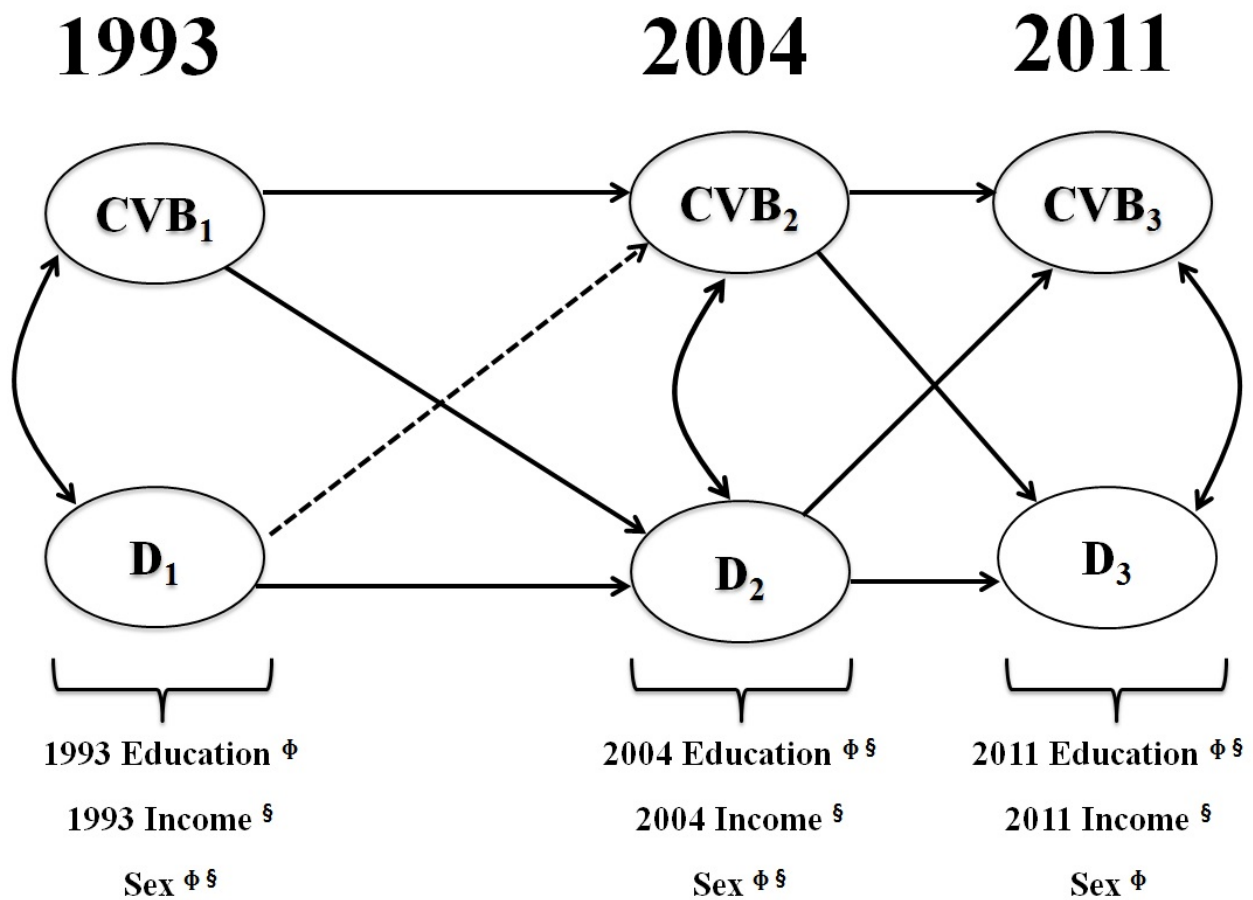 1993 2004 2011
CVB₁ CVB₂ CVB₃
D₁ D₂ D₃
1993 Education Φ 2004 Education Φ § 2011 Education Φ §
1993 Income § 2004 Income § 2011 Income §
Sex Φ § Sex Φ § Sex Φ